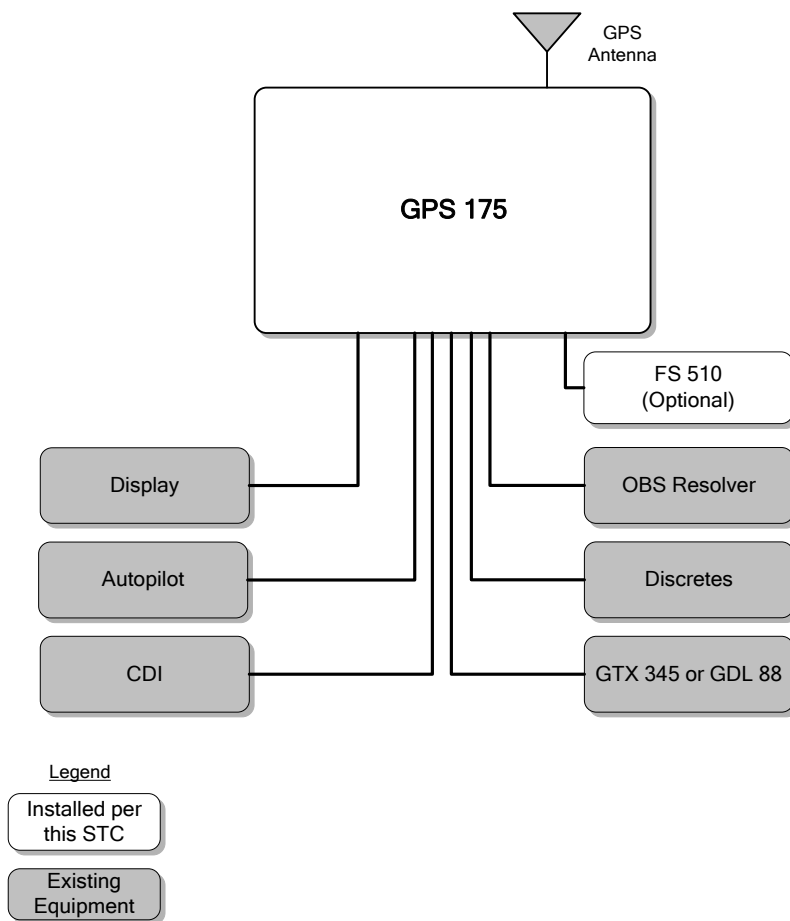 GPS
Antenna
GPS 175
FS 510
(Optional)
Display
OBS Resolver
Autopilot
Discretes
CDI
GTX 345 or GDL 88
Legend
Installed per
this STC
Existing
Equipment